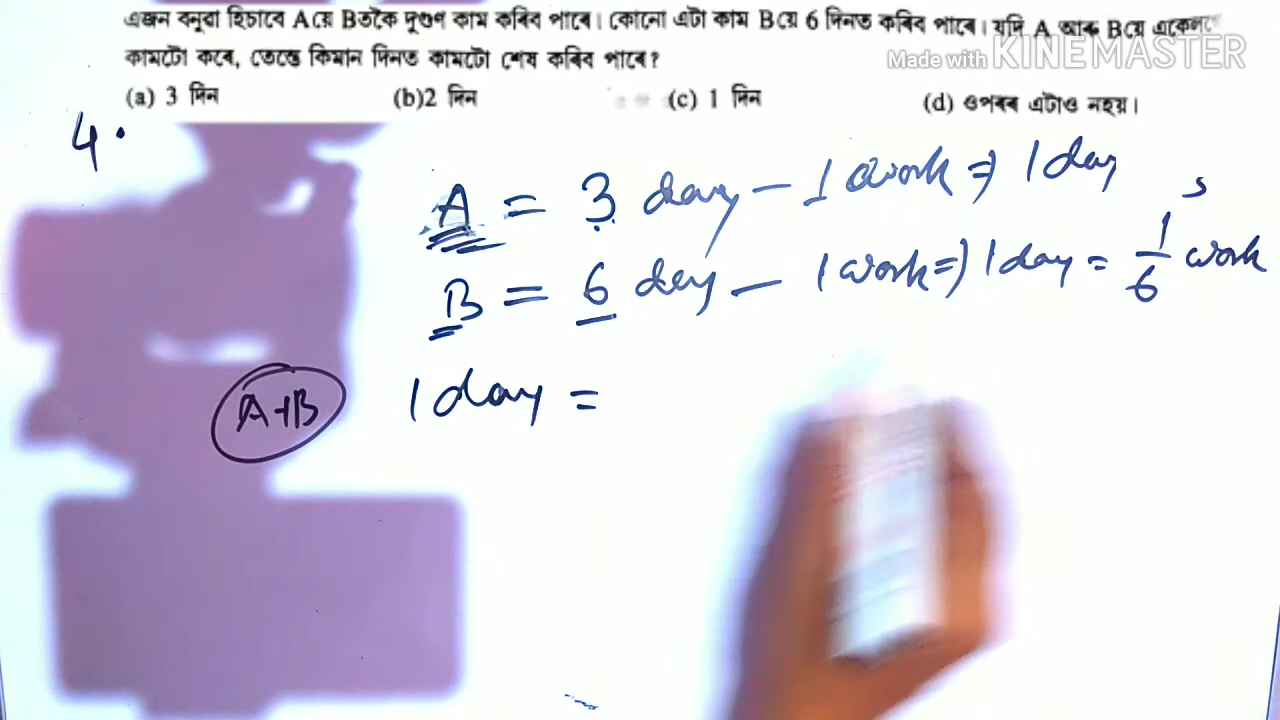 এজন বনুৱা হিচাবে Aয়ে Bতকৈ দুগুণ কাম কৰিব পাৰে। কোনো এটা কাম Bয়ে 6 দিনত কৰিব পাৰে। যদি A আৰু Bয়ে
Made with KINEMASTER
কামটো কৰে, তেন্তে কিমান দিনত কামটো শেষ কৰিব পাৰে?
(a) 3 দিন (b)2 দিন (c) 1 দিন (d) ওপৰৰ এটাও নহয়।
4.
A = 3 day - 1 work => 1 day
B = 6 day - 1 work => 1 day = 1/6 work
A+B 1 day =